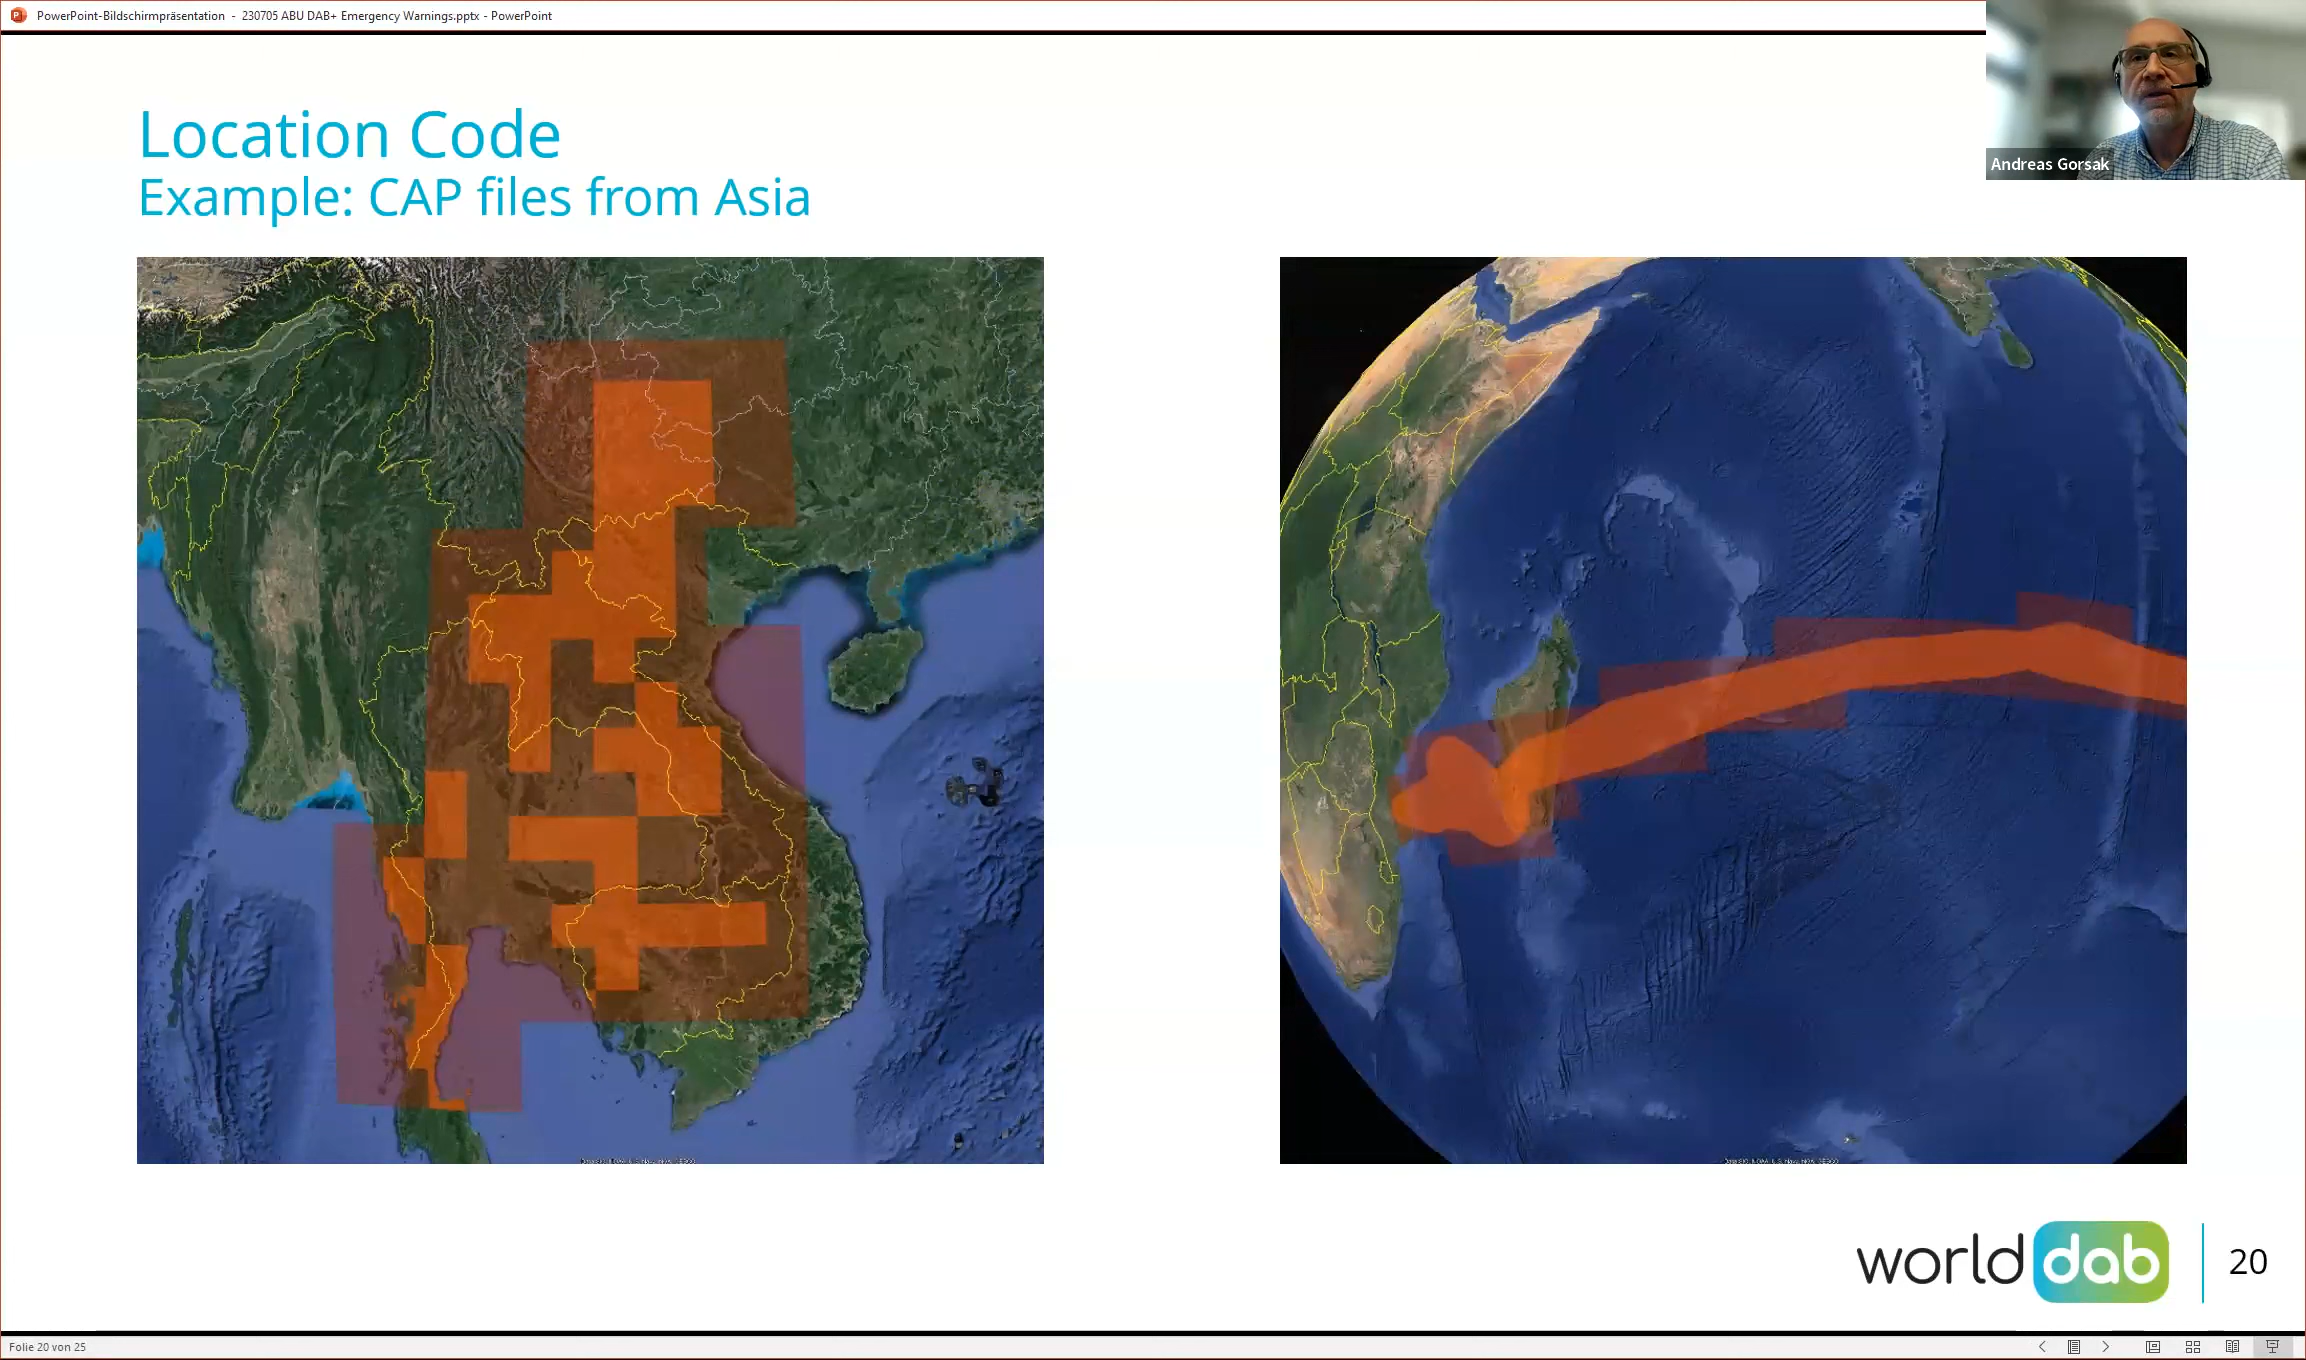 PowerPoint-Bildschirmpräsentation - 230705 ABU DAB+ Emergency Warnings.pptx - PowerPoint
Andreas Gorsak
Location Code
Example: CAP files from Asia
world dab
20
Folie 20 von 25